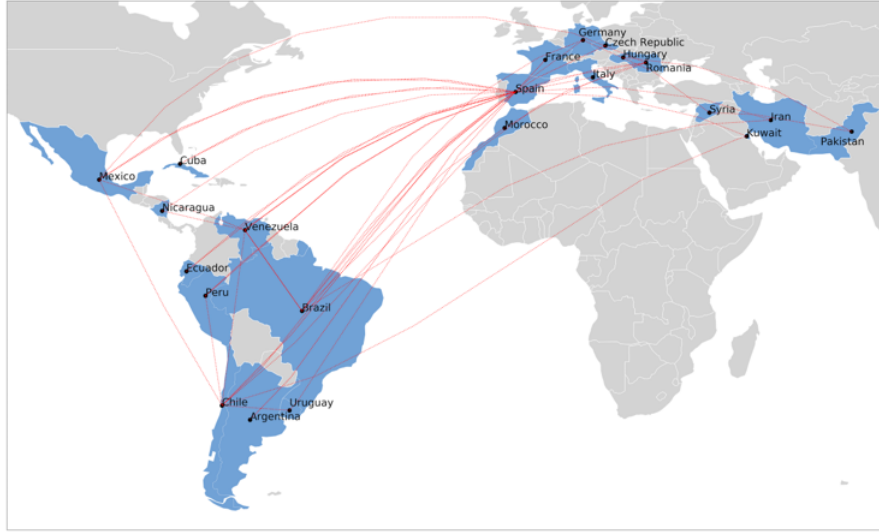 Germany
Czech Republic
France
Hungary
Romania
Italy
Spain
Syria
Iran
Morocco
Kuwait
Pakistan
Cuba
Mexico
Nicaragua
Venezuela
Ecuador
Peru
Brazil
Chile
Uruguay
Argentina